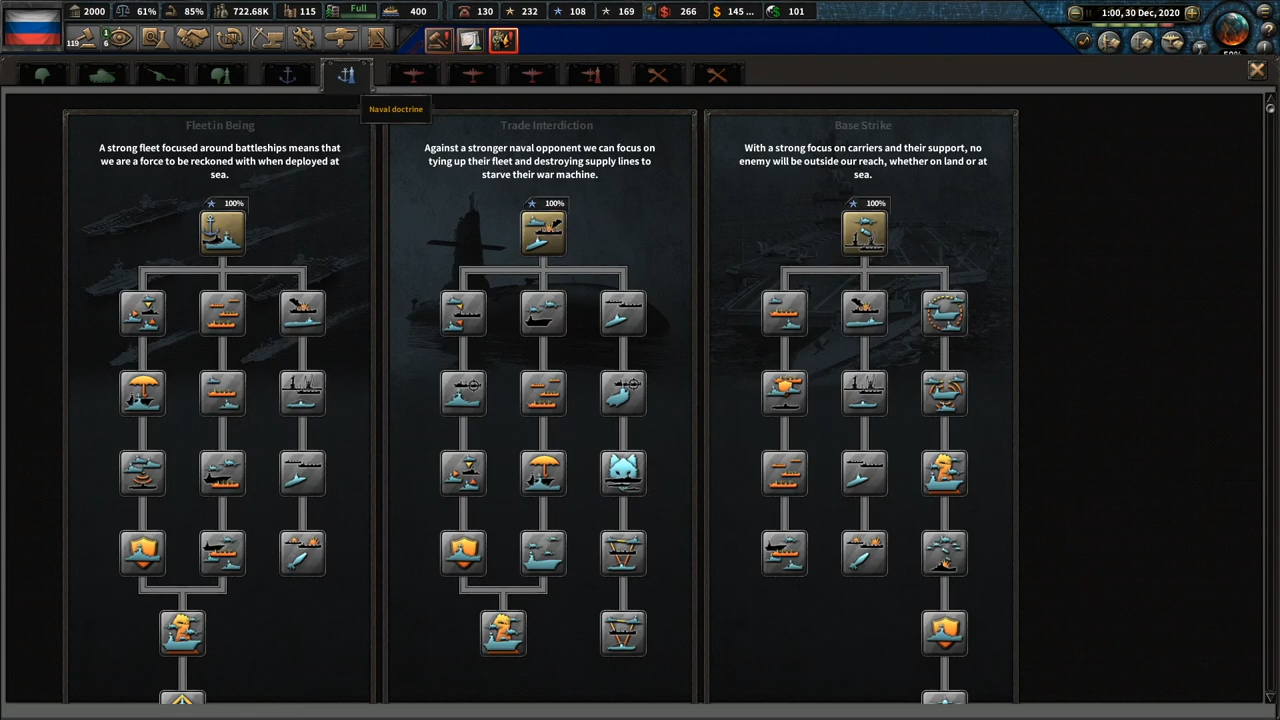 2000 61% 85% 722.68K 115 Full 400 130 232 108 169 266 145 ... 101 1:00, 30 Dec, 2020
119 1
6
50%
Naval doctrine
Fleet in Being
A strong fleet focused around battleships means that
we are a force to be reckoned with when deployed at
sea.
100%
Trade Interdiction
Against a stronger naval opponent we can focus on
tying up their fleet and destroying supply lines to
starve their war machine.
100%
Base Strike
With a strong focus on carriers and their support, no
enemy will be outside our reach, whether on land or at
sea.
100%